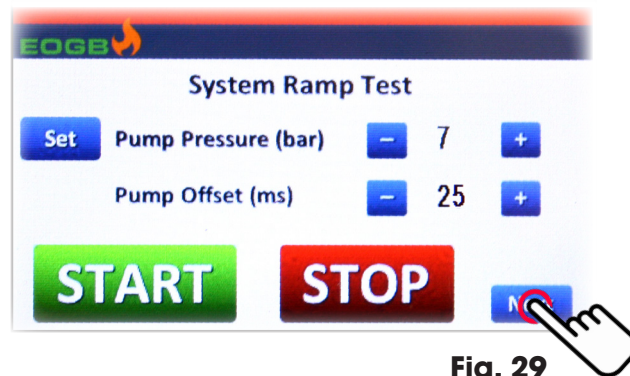 EOGB
System Ramp Test
Set Pump Pressure (bar) – 7 +
Pump Offset (ms) – 25 +
START STOP
Fig. 29